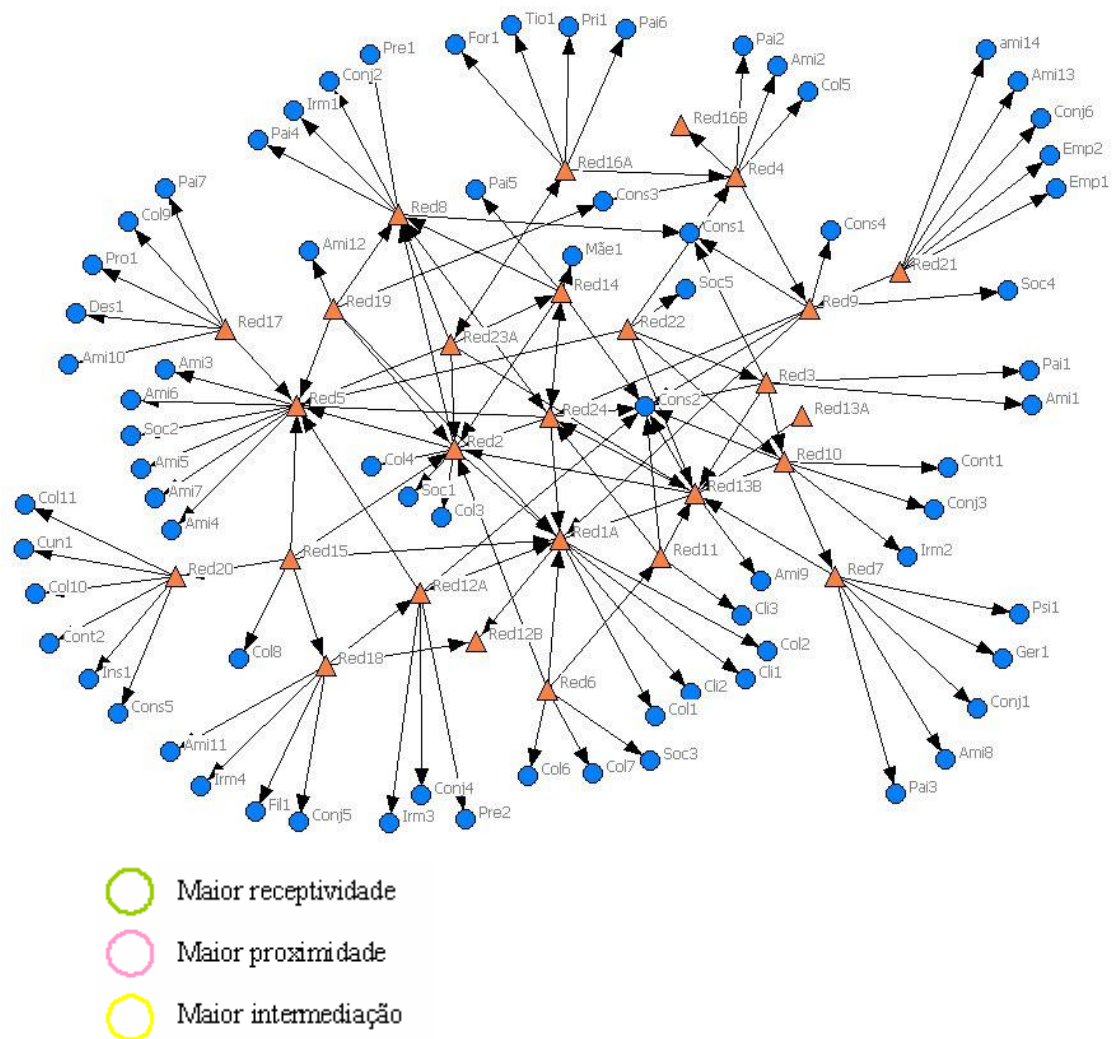 Tio1
Pri1
Pai6
For1
Pre1
Pai2
Ami2
ami14
Conj2
Col5
Ami13
Irm1
Conj6
Red16B
Pai4
Emp2
Red16A
Red4
Emp1
Pai7
Pai5
Cons3
Red8
Col9
Cons1
Cons4
Ami12
Mãe1
Pro1
Red21
Red14
Soc5
Soc4
Des1
Red19
Red9
Red17
Red22
Red23A
Ami10
Ami3
Pai1
Red3
Ami6
Red5
Cons2
Ami1
Red24
Red13A
Soc2
Red2
Red10
Ami5
Col4
Cont1
Ami7
Soc1
Red13B
Col11
Col3
Conj3
Ami4
Red1A
Cun1
Red15
Red11
Irm2
Red20
Ami9
Red7
Col10
Red12A
Cli3
Psi1
Cont2
Red12B
Col2
Col8
Ger1
Red18
Ins1
Cli1
Red6
Cli2
Conj1
Cons5
Col1
Ami11
Soc3
Ami8
Col6
Col7
Irm4
Conj4
Pai3
Fil1
Conj5
Irm3
Pre2
Maior receptividade
Maior proximidade
Maior intermediação